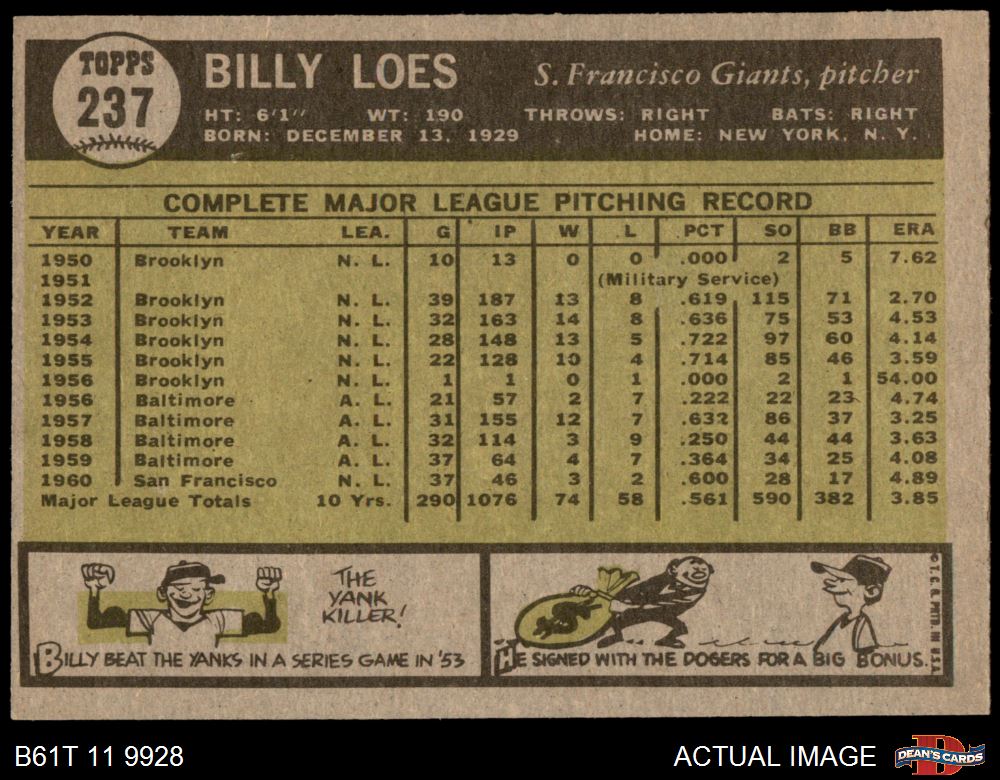 TOPPS
237
BILLY LOES
S. Francisco Giants, pitcher
HT: 6'1" WT: 190 THROWS: RIGHT BATS: RIGHT
BORN: DECEMBER 13, 1929 HOME: NEW YORK, N. Y.
COMPLETE MAJOR LEAGUE PITCHING RECORD
YEAR TEAM LEA. G IP W L PCT SO BB ERA
1950 Brooklyn N. L. 10 13 0 0 .000 2 5 7.62
1951 (Military Service)
1952 Brooklyn N. L. 39 187 13 8 .619 115 71 2.70
1953 Brooklyn N. L. 32 163 14 8 .636 75 53 4.53
1954 Brooklyn N. L. 28 148 13 5 .722 97 60 4.14
1955 Brooklyn N. L. 22 128 10 4 .714 85 46 3.59
1956 Brooklyn N. L. 1 1 0 1 .000 2 1 54.00
1956 Baltimore A. L. 21 57 2 7 .222 22 23 4.74
1957 Baltimore A. L. 31 155 12 7 .632 86 37 3.25
1958 Baltimore A. L. 32 114 3 9 .250 44 44 3.63
1959 Baltimore A. L. 37 64 4 7 .364 34 25 4.08
1960 San Francisco N. L. 37 46 3 2 .600 28 17 4.89
Major League Totals 10 Yrs. 290 1076 74 58 .561 590 382 3.85
THE
YANK
KILLER!
BILLY BEAT THE YANKS IN A SERIES GAME IN '53
HE SIGNED WITH THE DOGERS FOR A BIG BONUS.
© T. C. G. PRTD. IN U.S.A.
B61T 11 9928
ACTUAL IMAGE
D
DEAN'S CARDS